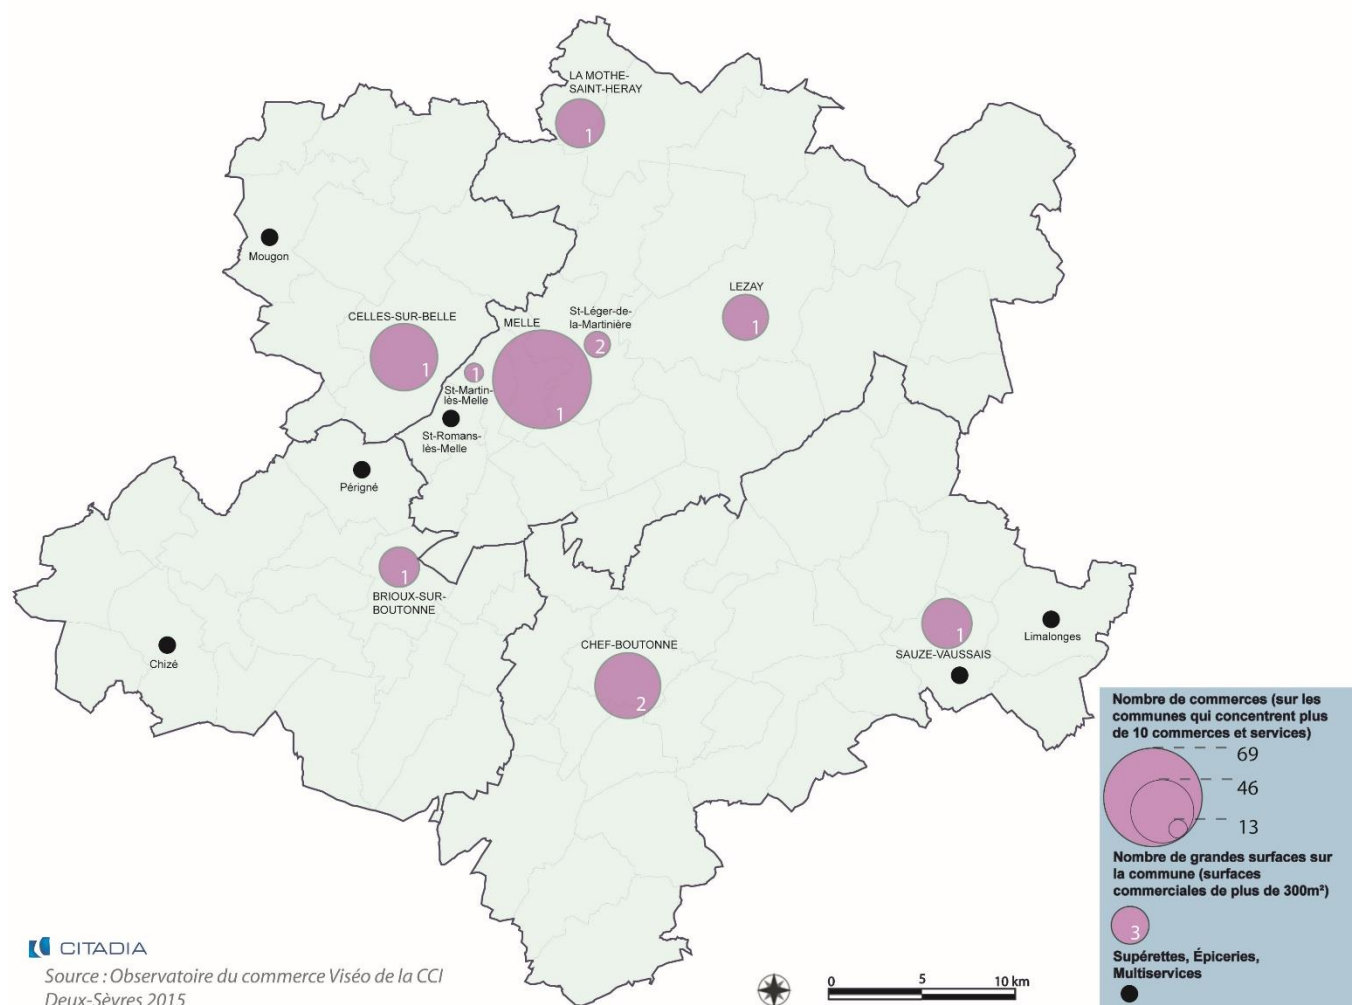 LA MOTHE-
SAINT-HERAY
1
Mougon
LEZAY
1
CELLES-SUR-BELLE
1
MELLE
1
St-Léger-de-
la-Martinière
2
1
St-Martin-
lès-Melle
St-Romans-
lès-Melle
Périgné
1
BRIOUX-SUR-
BOUTONNE
Chizé
CHEF-BOUTONNE
2
1
SAUZE-VAUSSAIS
Limalonges
Nombre de commerces (sur les
communes qui concentrent plus
de 10 commerces et services)
69
46
13
Nombre de grandes surfaces sur
la commune (surfaces
commerciales de plus de 300m²)
3
Supérettes, Épiceries,
Multiservices
CITADIA
Source : Observatoire du commerce Viséo de la CCI
Deux-Sèvres 2015
0 5 10 km